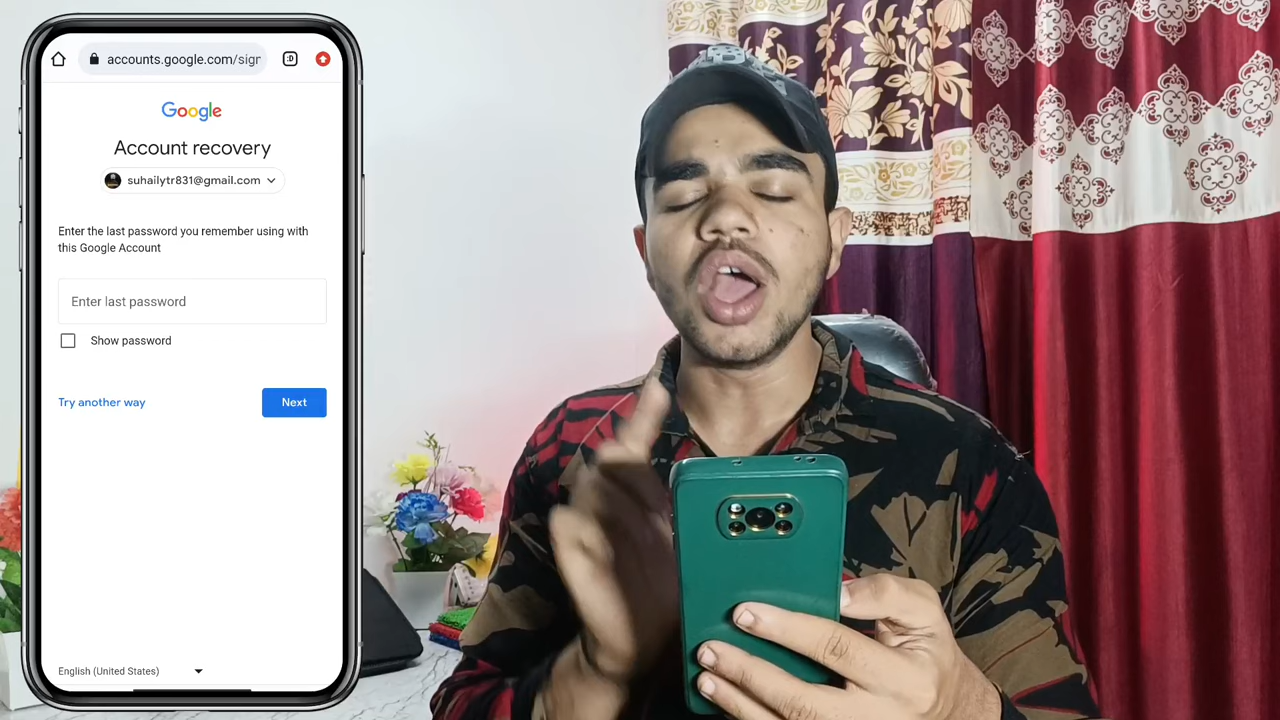 accounts.google.com/sigr
:D
Google
Account recovery
suhailytr831@gmail.com
Enter the last password you remember using with
this Google Account
Enter last password
Show password
Try another way
Next
English (United States)